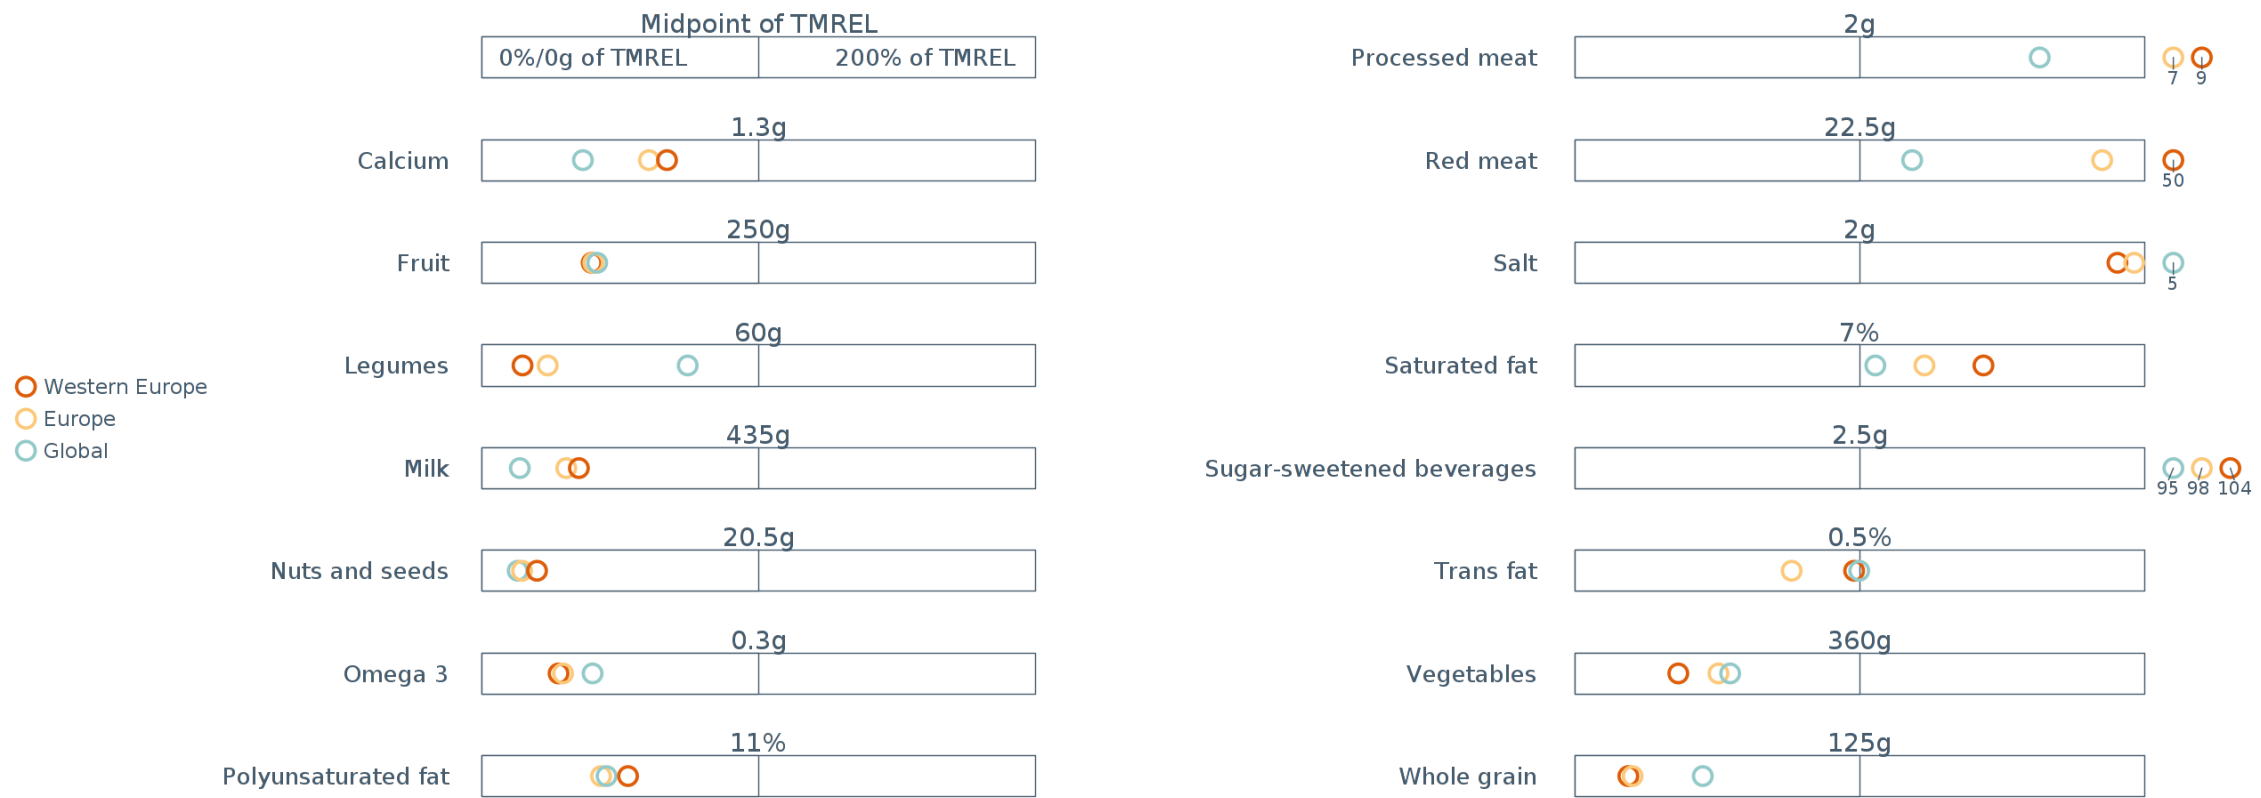 Midpoint of TMREL
0%/0g of TMREL 200% of TMREL
Calcium 1.3g
Fruit 250g
Legumes 60g
Milk 435g
Nuts and seeds 20.5g
Omega 3 0.3g
Polyunsaturated fat 11%
Western Europe
Europe
Global
Processed meat 2g
7 9
Red meat 22.5g
50
Salt 2g
5
Saturated fat 7%
Sugar-sweetened beverages 2.5g
95 98 104
Trans fat 0.5%
Vegetables 360g
Whole grain 125g